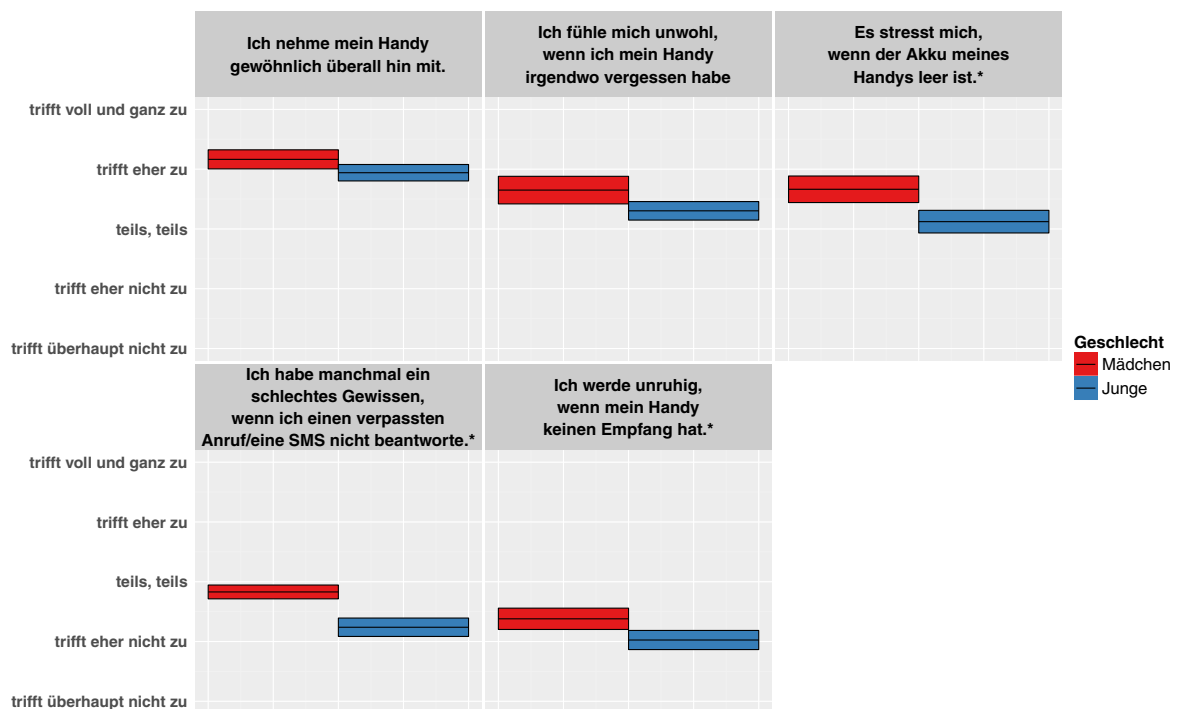 Ich nehme mein Handy
gewöhnlich überall hin mit.
Ich fühle mich unwohl,
wenn ich mein Handy
irgendwo vergessen habe
Es stresst mich,
wenn der Akku meines
Handys leer ist.*
trifft voll und ganz zu
trifft eher zu
teils, teils
trifft eher nicht zu
trifft überhaupt nicht zu
Ich habe manchmal ein
schlechtes Gewissen,
wenn ich einen verpassten
Anruf/eine SMS nicht beantworte.*
Ich werde unruhig,
wenn mein Handy
keinen Empfang hat.*
trifft voll und ganz zu
trifft eher zu
teils, teils
trifft eher nicht zu
trifft überhaupt nicht zu
Geschlecht
Mädchen
Junge